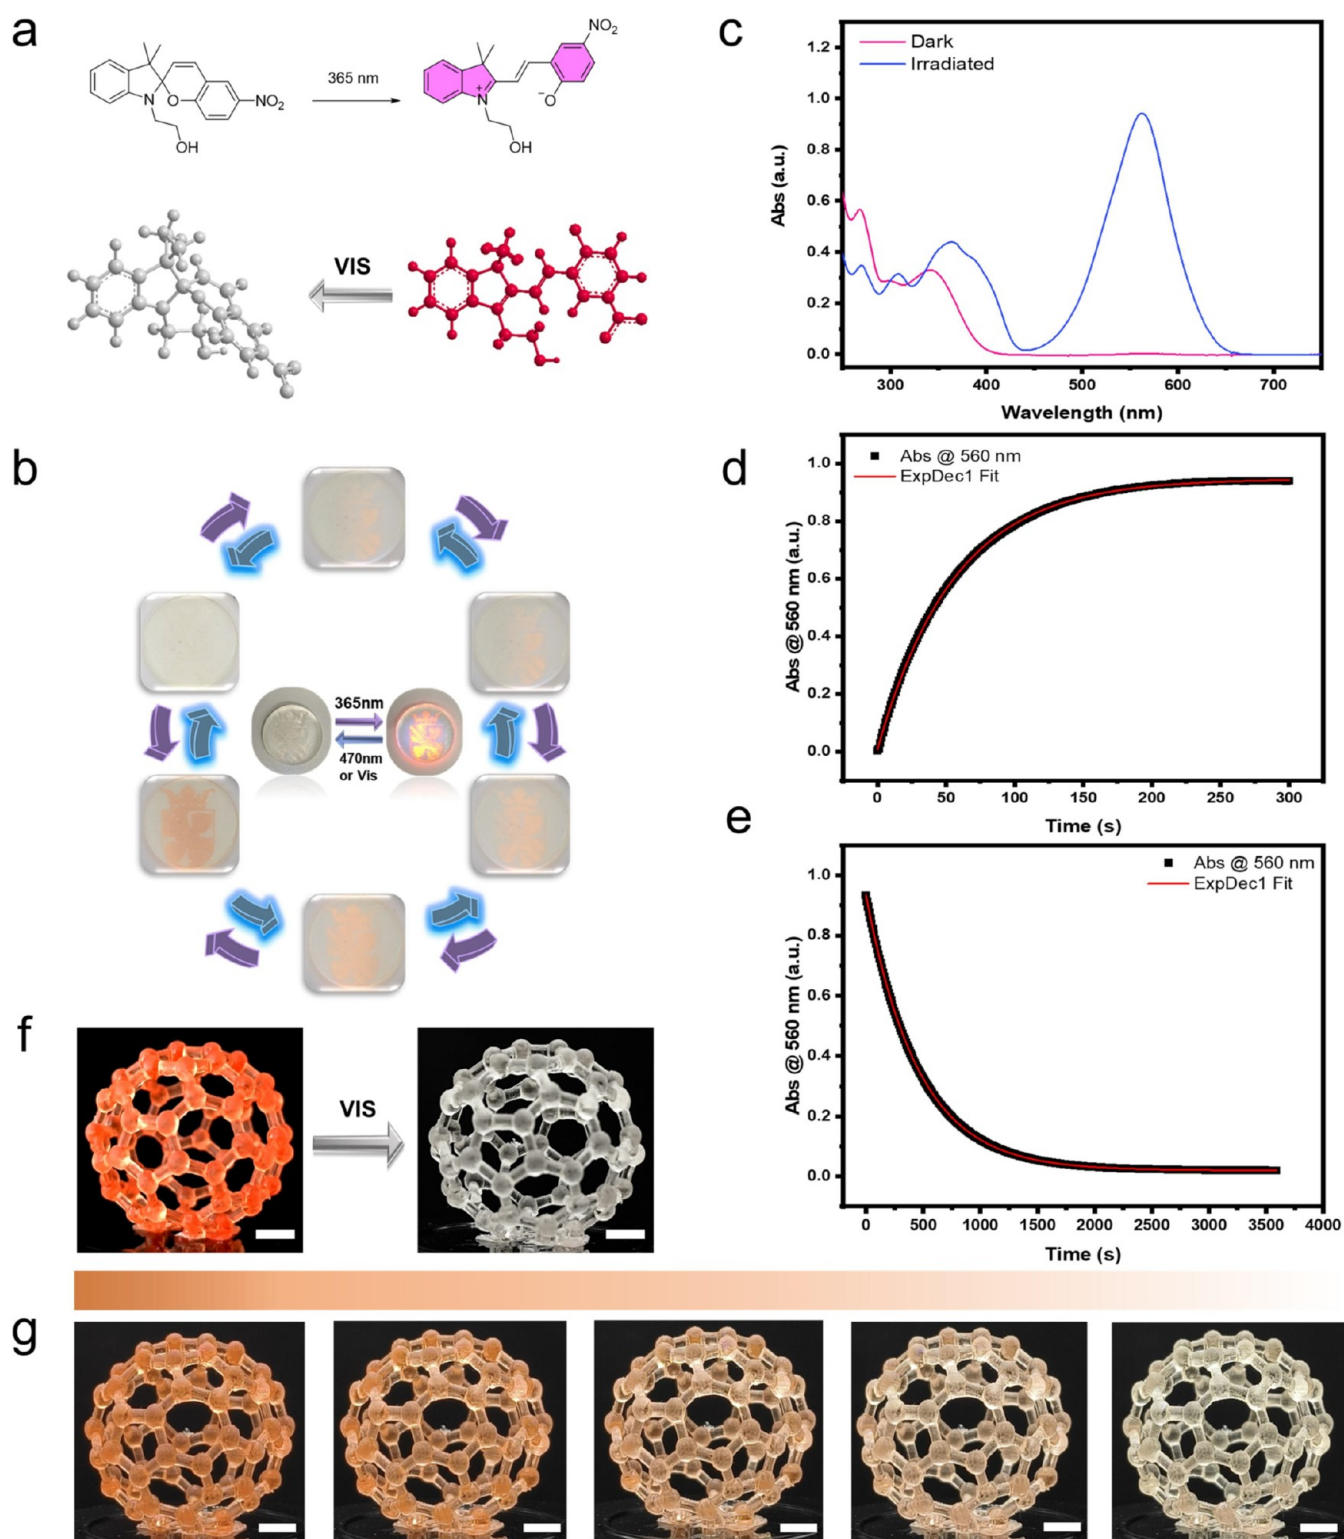 a
365 nm
N
O
NO₂
OH
NO₂
N
+
−O
OH
VIS
b
365nm
470nm
or Vis
c
Dark
Irradiated
Abs (a.u.)
1.2
1.0
0.8
0.6
0.4
0.2
0.0
300
400
500
600
700
Wavelength (nm)
d
Abs @ 560 nm
ExpDec1 Fit
Abs @ 560 nm (a.u.)
1.0
0.8
0.6
0.4
0.2
0.0
0
50
100
150
200
250
300
Time (s)
e
Abs @ 560 nm
ExpDec1 Fit
Abs @ 560 nm (a.u.)
1.0
0.8
0.6
0.4
0.2
0.0
0
500
1000
1500
2000
2500
3000
3500
4000
Time (s)
f
VIS
g